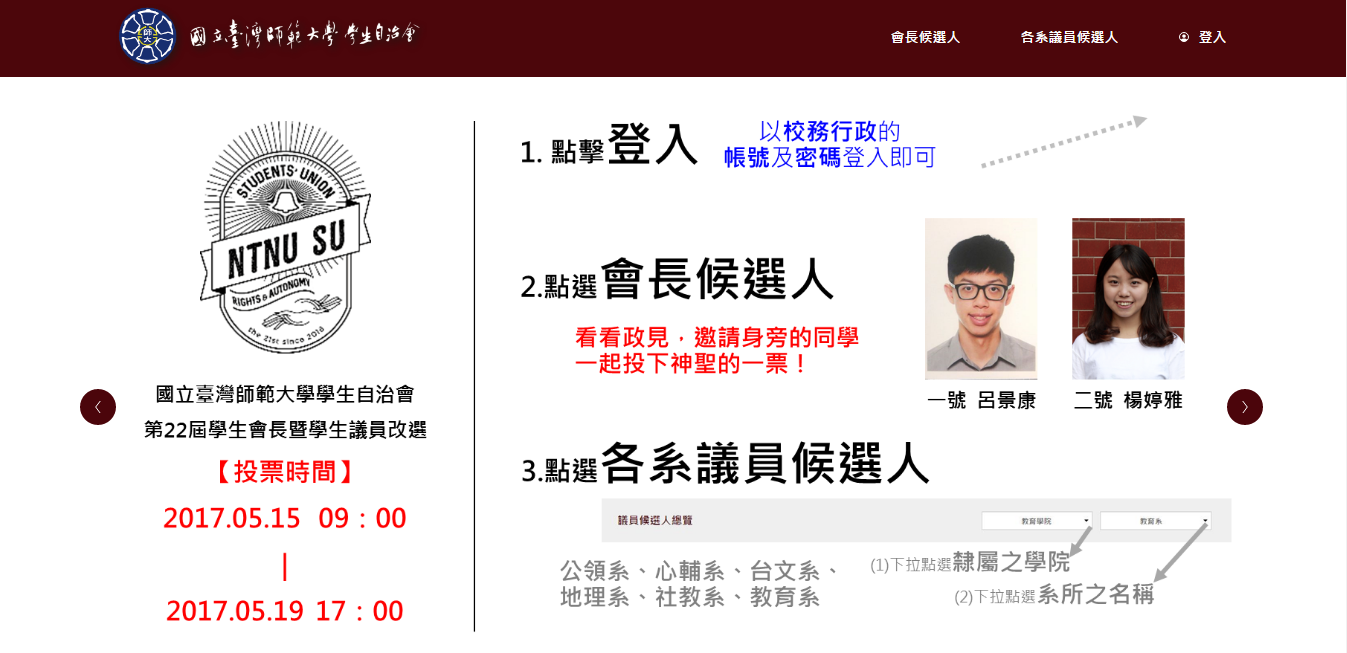 國立臺灣師範大學 學生自治會
會長候選人
各系議員候選人
登入
師大
STUDENTS' UNION
NTNU SU
RIGHTS & AUTONOMY
the 21st since 2016
國立臺灣師範大學學生自治會
第22屆學生會長暨學生議員改選
【投票時間】
2017.05.15 09：00
|
2017.05.19 17：00
1. 點擊登入
以校務行政的
帳號及密碼登入即可
2.點選會長候選人
看看政見，邀請身旁的同學
一起投下神聖的一票！
一號 呂景康
二號 楊婷雅
3.點選各系議員候選人
議員候選人總覽
教育學院
教育系
公領系、心輔系、台文系、
地理系、社教系、教育系
(1)下拉點選隸屬之學院
(2)下拉點選系所之名稱